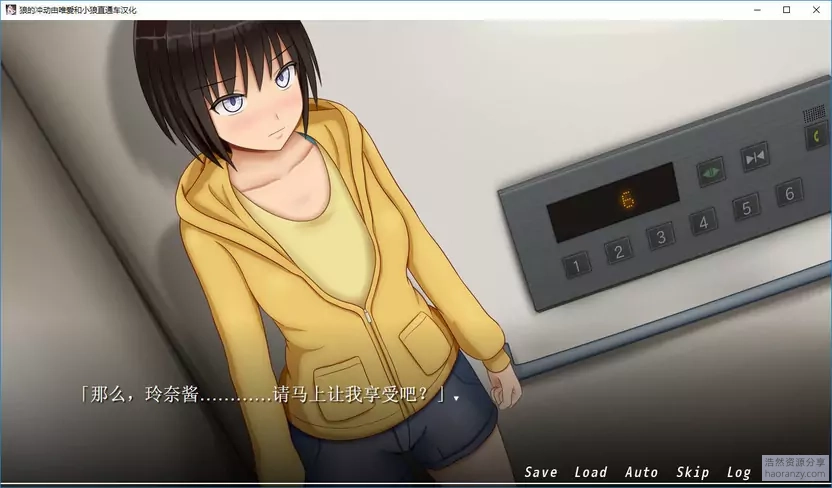 狼的冲动由唯爱和小狼直通车汉化
6
1 2 3 4 5 6
「那么，玲奈酱…………请马上让我享受吧？」
Save Load Auto Skip Log
浩然资源分享
haoranzy.com